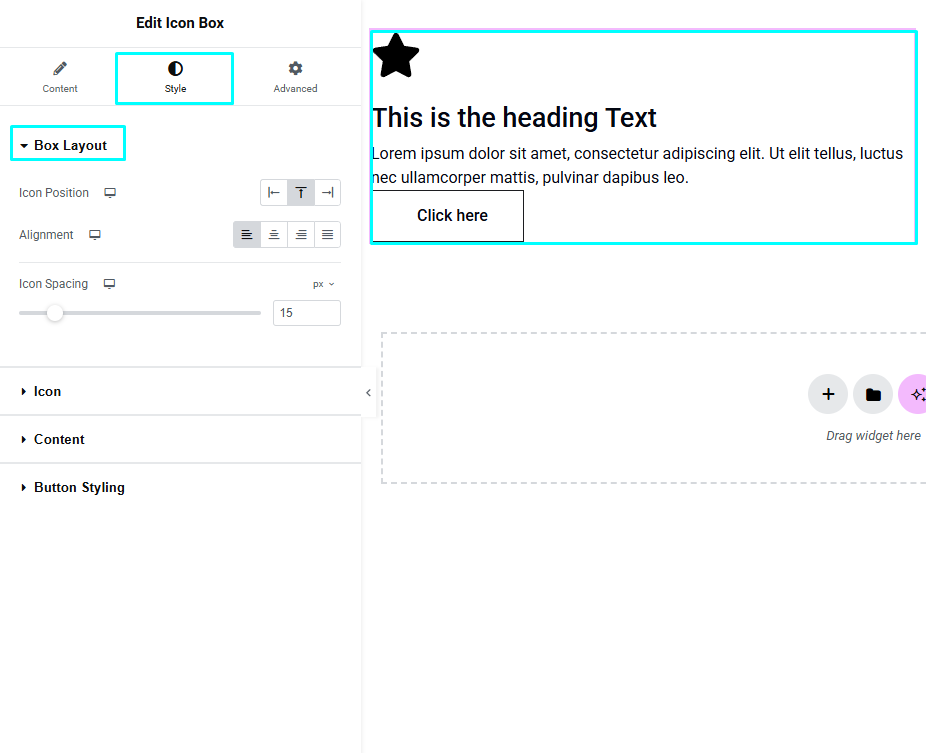 Edit Icon Box
Content
Style
Advanced
Box Layout
Icon Position
Alignment
Icon Spacing
px
15
Icon
Content
Button Styling
This is the heading Text
Lorem ipsum dolor sit amet, consectetur adipiscing elit. Ut elit tellus, luctus
nec ullamcorper mattis, pulvinar dapibus leo.
Click here
Drag widget here